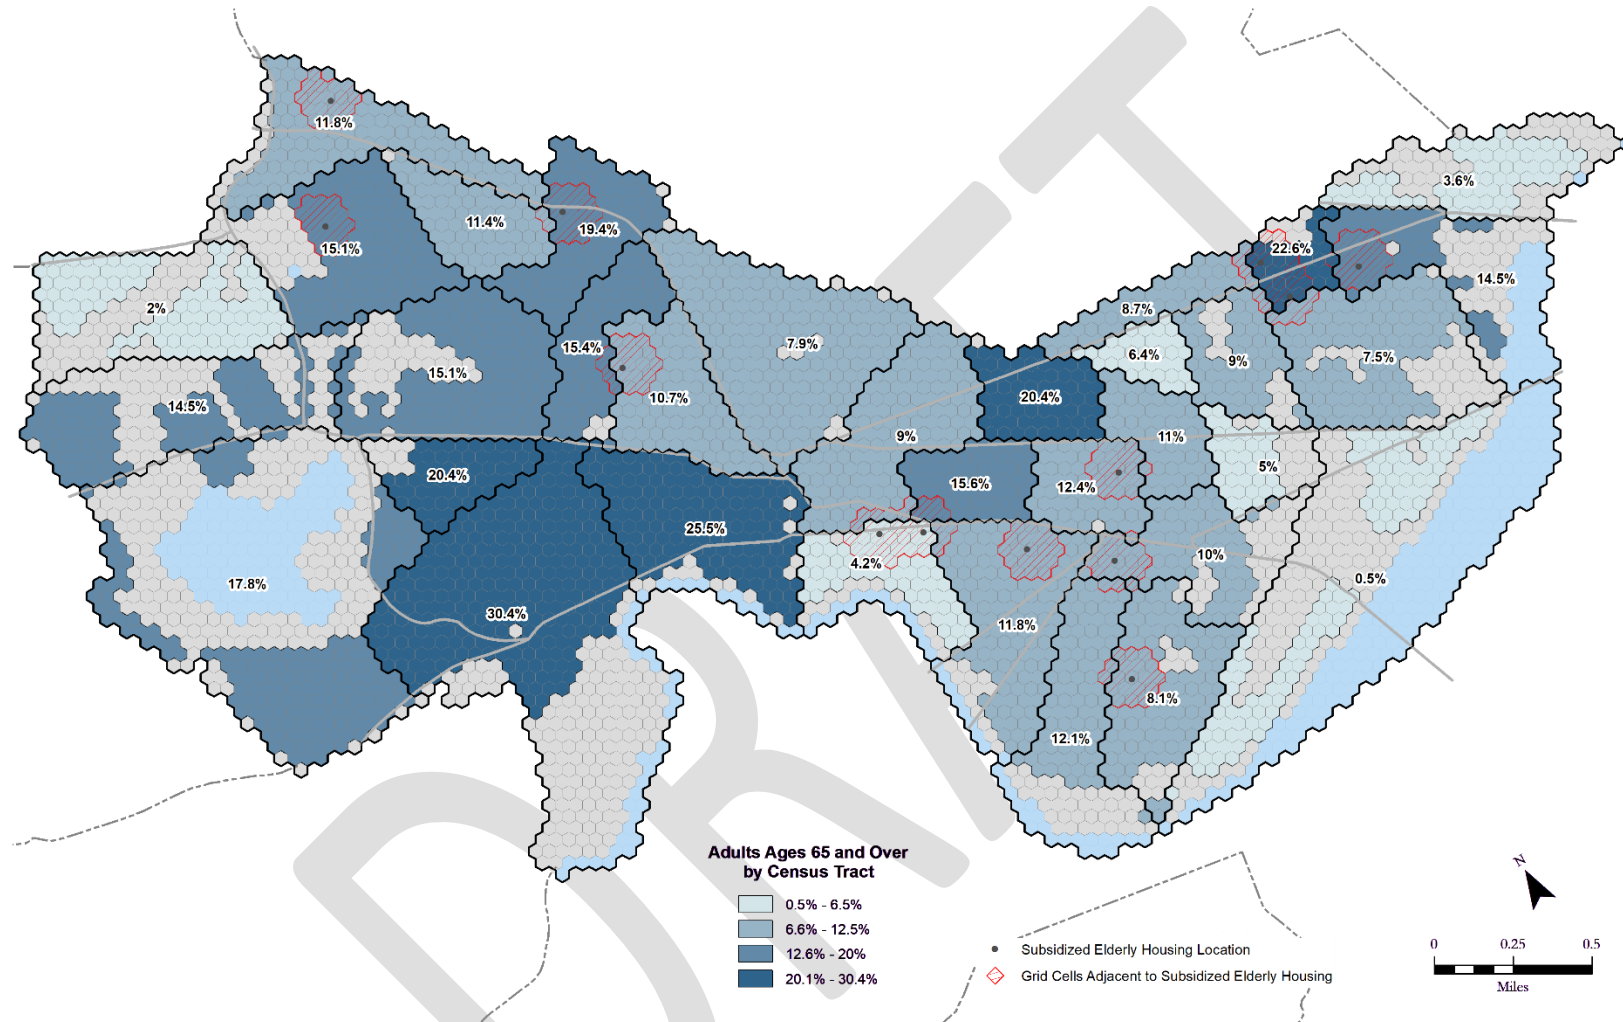 11.8%
3.6%
11.4%
19.4%
15.1%
22.6%
14.5%
2%
8.7%
7.9%
15.4%
6.4%
9%
7.5%
15.1%
10.7%
20.4%
14.5%
9%
11%
5%
20.4%
15.6%
12.4%
25.5%
10%
4.2%
17.8%
0.5%
30.4%
11.8%
8.1%
12.1%
DRAFT
Adults Ages 65 and Over
by Census Tract
0.5% - 6.5%
6.6% - 12.5%
12.6% - 20%
20.1% - 30.4%
Subsidized Elderly Housing Location
Grid Cells Adjacent to Subsidized Elderly Housing
N
0 0.25 0.5
Miles